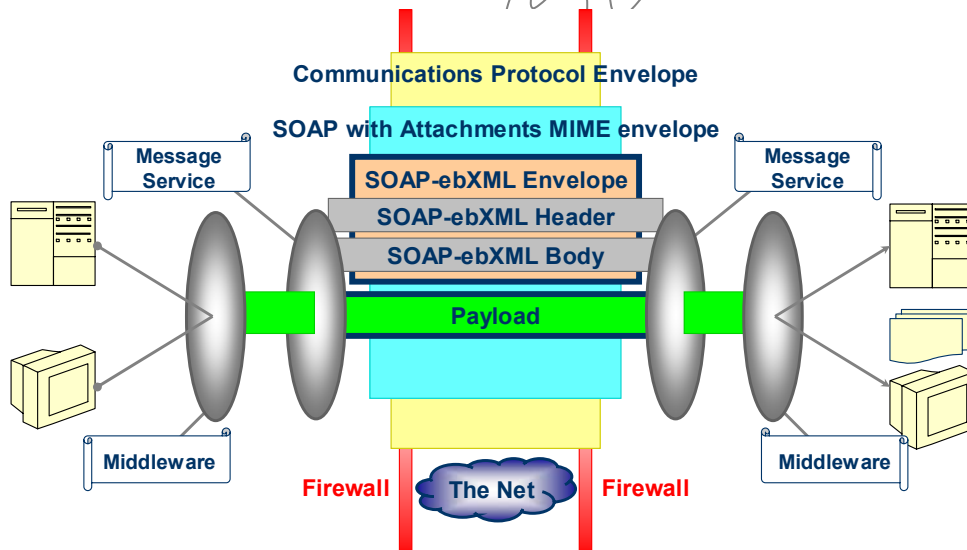 Communications Protocol Envelope
SOAP with Attachments MIME envelope
Message
Service
Message
Service
SOAP-ebXML Envelope
SOAP-ebXML Header
SOAP-ebXML Body
Payload
Middleware
Middleware
Firewall
The Net
Firewall